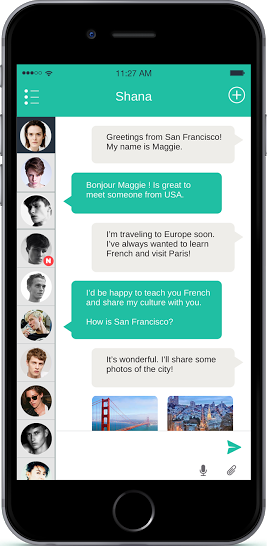 11:27 AM
Shana
Greetings from San Francisco!
My name is Maggie.
Bonjour Maggie ! Is great to
meet someone from USA.
I'm traveling to Europe soon.
I've always wanted to learn
French and visit Paris!
I'd be happy to teach you French
and share my culture with you.
How is San Francisco?
It's wonderful. I'll share some
photos of the city!
N